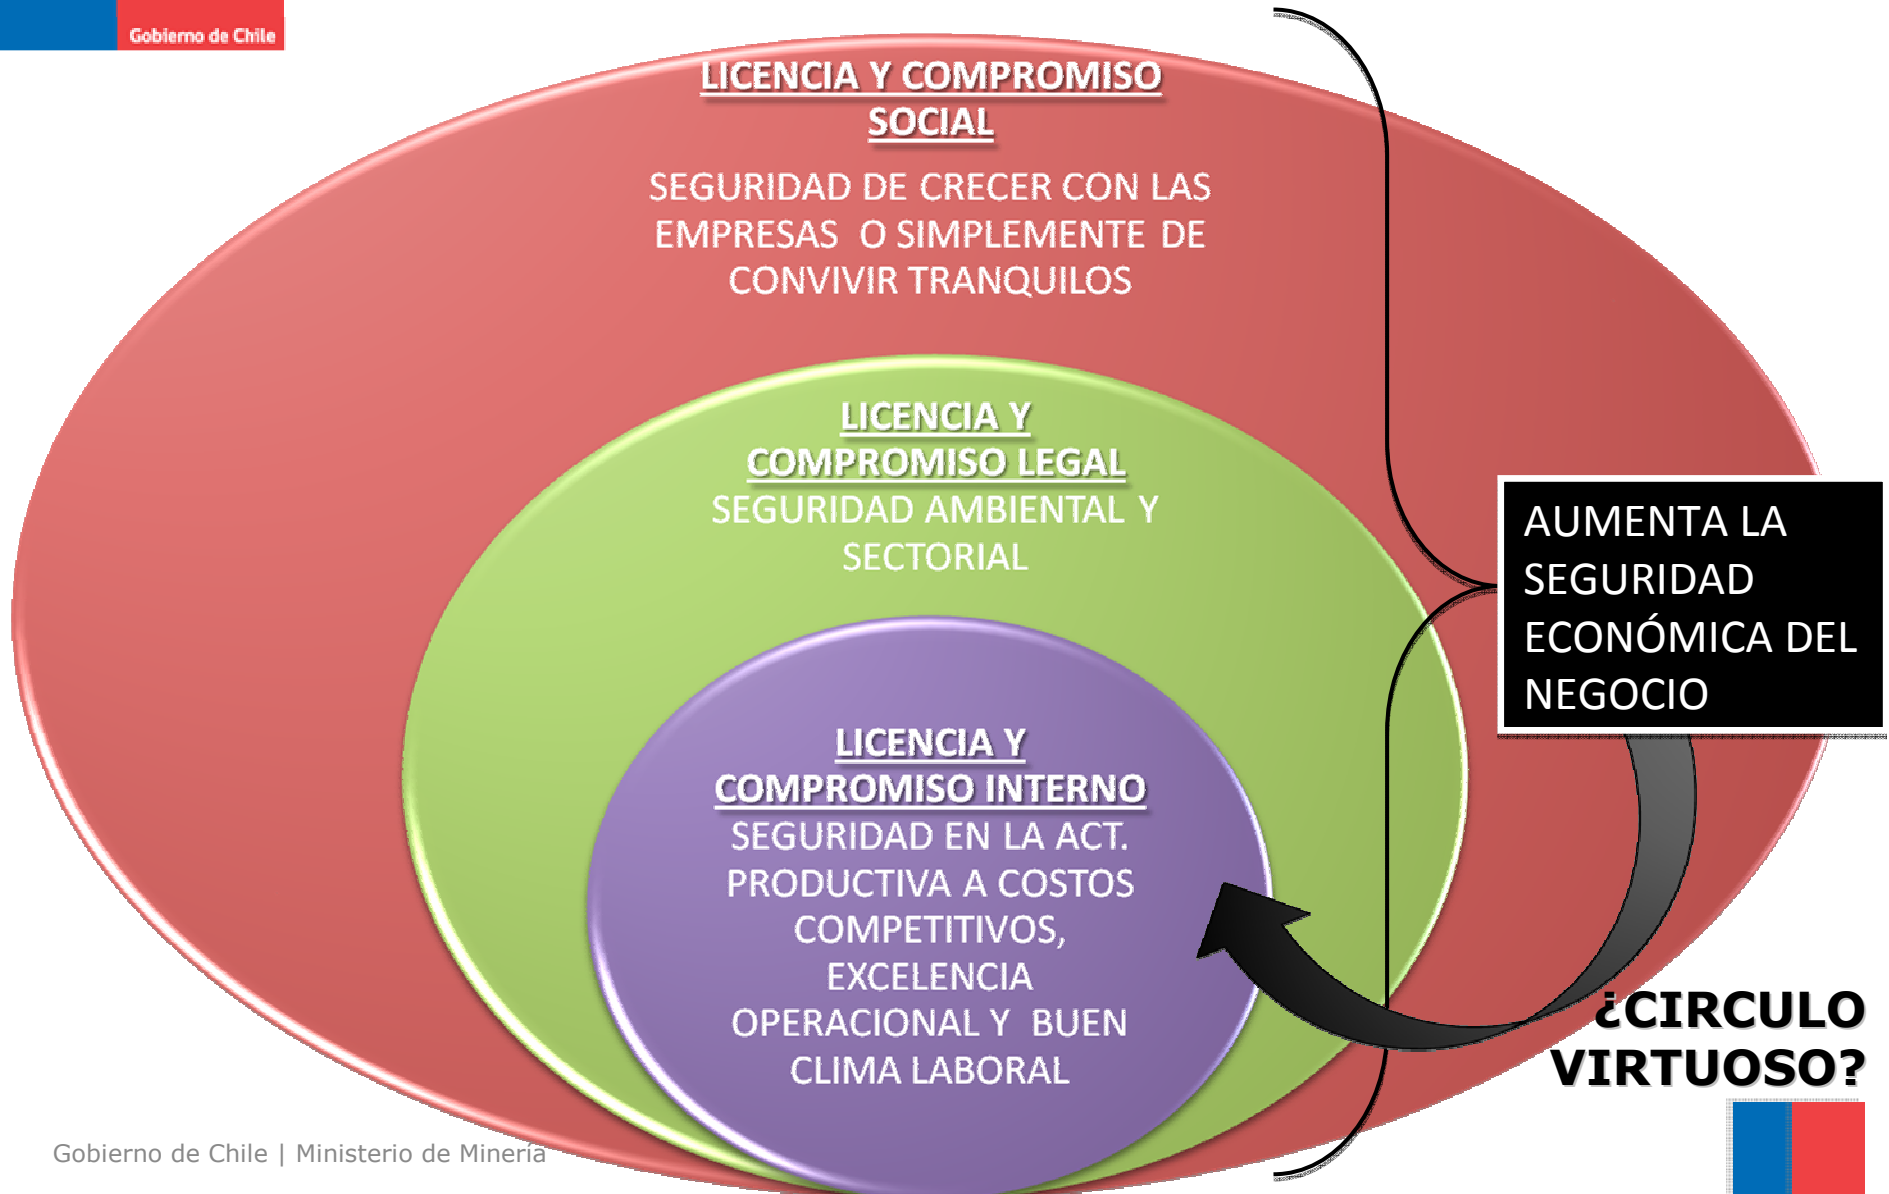 Gobierno de Chile
LICENCIA Y COMPROMISO
SOCIAL
SEGURIDAD DE CRECER CON LAS
EMPRESAS O SIMPLEMENTE DE
CONVIVIR TRANQUILOS
LICENCIA Y
COMPROMISO LEGAL
SEGURIDAD AMBIENTAL Y
SECTORIAL
LICENCIA Y
COMPROMISO INTERNO
SEGURIDAD EN LA ACT.
PRODUCTIVA A COSTOS
COMPETITIVOS,
EXCELENCIA
OPERACIONAL Y BUEN
CLIMA LABORAL
AUMENTA LA
SEGURIDAD
ECONÓMICA DEL
NEGOCIO
¿CIRCULO
VIRTUOSO?
Gobierno de Chile | Ministerio de Minería